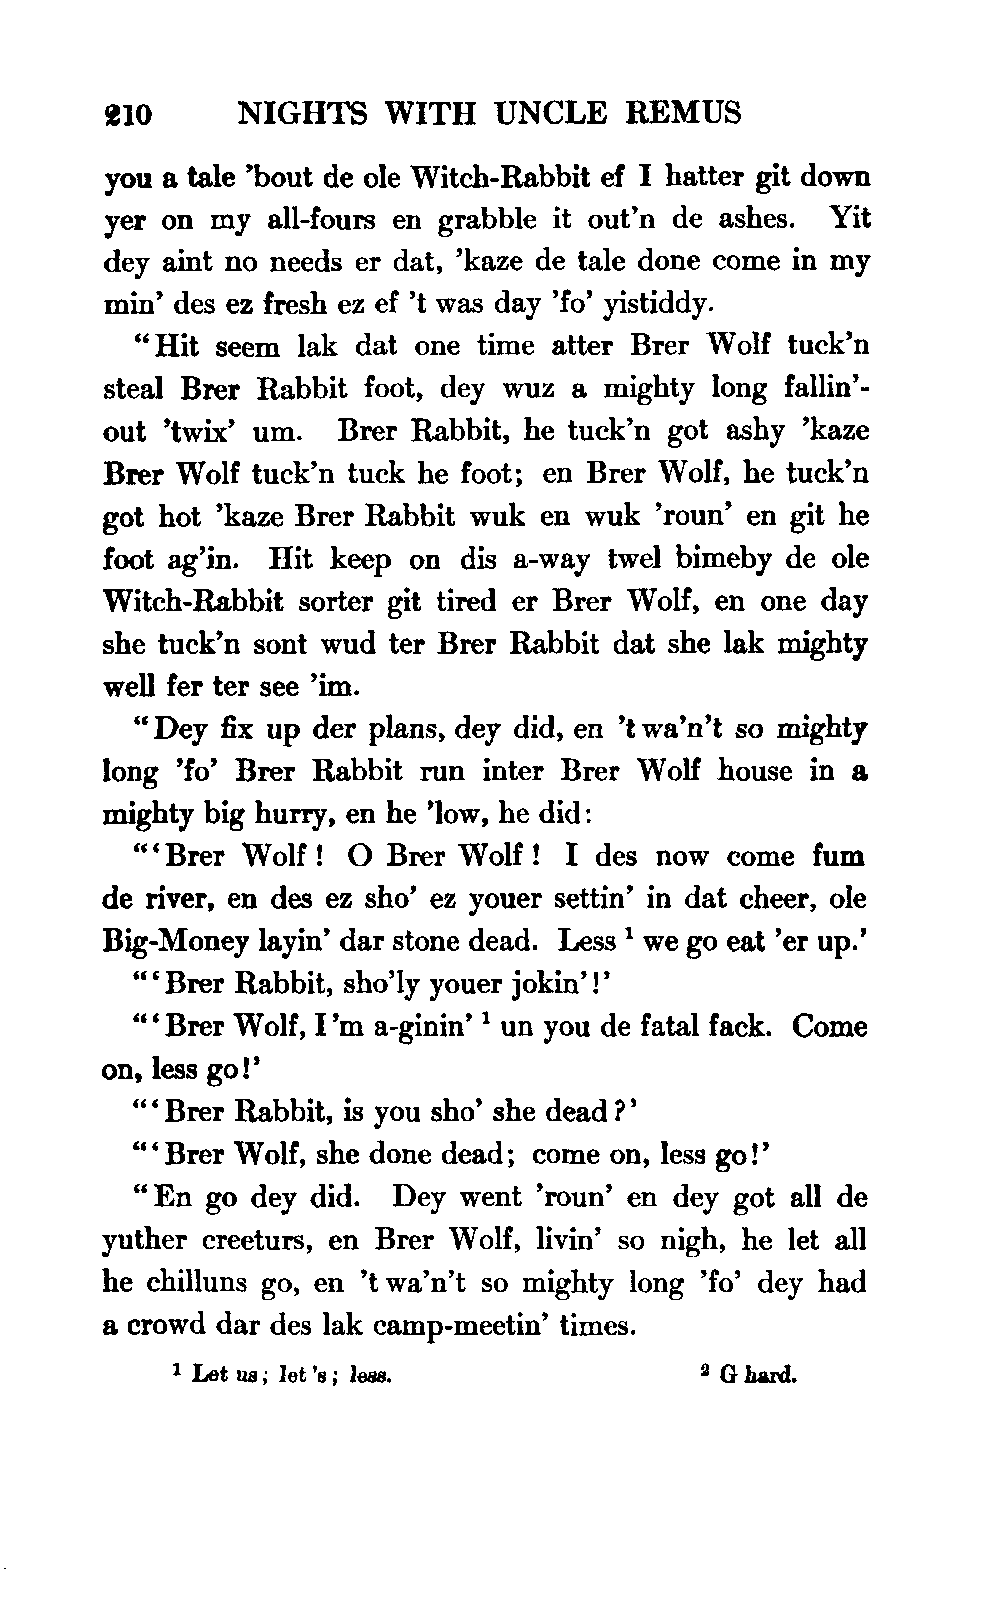 210 NIGHTS WITH UNCLE REMUS
you a tale ’bout de ole Witch-Rabbit ef I hatter git down
yer on my all-fours en grabble it out’n de ashes. Yit
dey aint no needs er dat, ’kaze de tale done come in my
min’ des ez fresh ez ef ’t was day ’fo’ yistiddy.
“Hit seem lak dat one time atter Brer Wolf tuck’n
steal Brer Rabbit foot, dey wuz a mighty long fallin’-
out ’twix’ um. Brer Rabbit, he tuck’n got ashy ’kaze
Brer Wolf tuck’n tuck he foot; en Brer Wolf, he tuck’n
got hot ’kaze Brer Rabbit wuk en wuk ’roun’ en git he
foot ag’in. Hit keep on dis a-way twel bimeby de ole
Witch-Rabbit sorter git tired er Brer Wolf, en one day
she tuck’n sont wud ter Brer Rabbit dat she lak mighty
well fer ter see ’im.
“Dey fix up der plans, dey did, en ’t wa’n’t so mighty
long ’fo’ Brer Rabbit run inter Brer Wolf house in a
mighty big hurry, en he ’low, he did:
“‘Brer Wolf! O Brer Wolf! I des now come fum
de river, en des ez sho’ ez youer settin’ in dat cheer, ole
Big-Money layin’ dar stone dead. Less ¹ we go eat ’er up.’
“‘Brer Rabbit, sho’ly youer jokin’!’
“‘Brer Wolf, I ’m a-ginin’ ¹ un you de fatal fack. Come
on, less go!’
“‘Brer Rabbit, is you sho’ she dead?’
“‘Brer Wolf, she done dead; come on, less go!’
“En go dey did. Dey went ’roun’ en dey got all de
yuther creeturs, en Brer Wolf, livin’ so nigh, he let all
he chilluns go, en ’t wa’n’t so mighty long ’fo’ dey had
a crowd dar des lak camp-meetin’ times.
¹ Let us; let ’s; less. ² G hard.